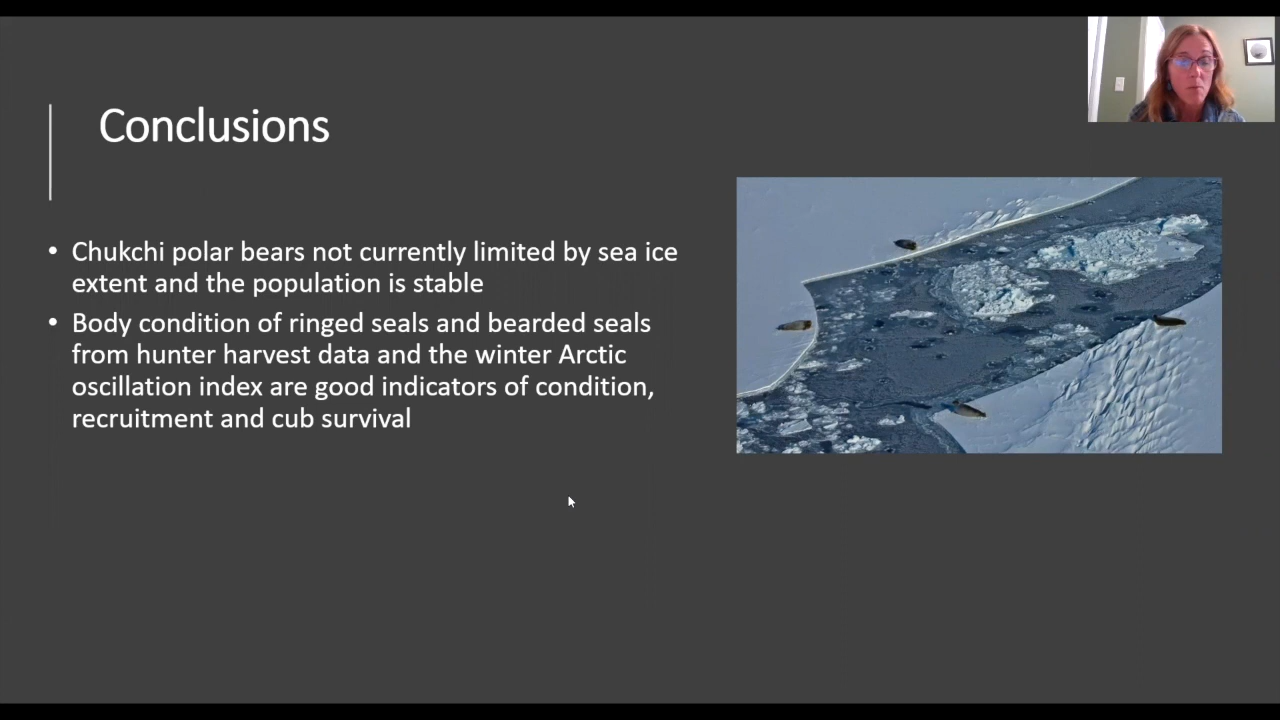 Conclusions
• Chukchi polar bears not currently limited by sea ice
extent and the population is stable
• Body condition of ringed seals and bearded seals
from hunter harvest data and the winter Arctic
oscillation index are good indicators of condition,
recruitment and cub survival